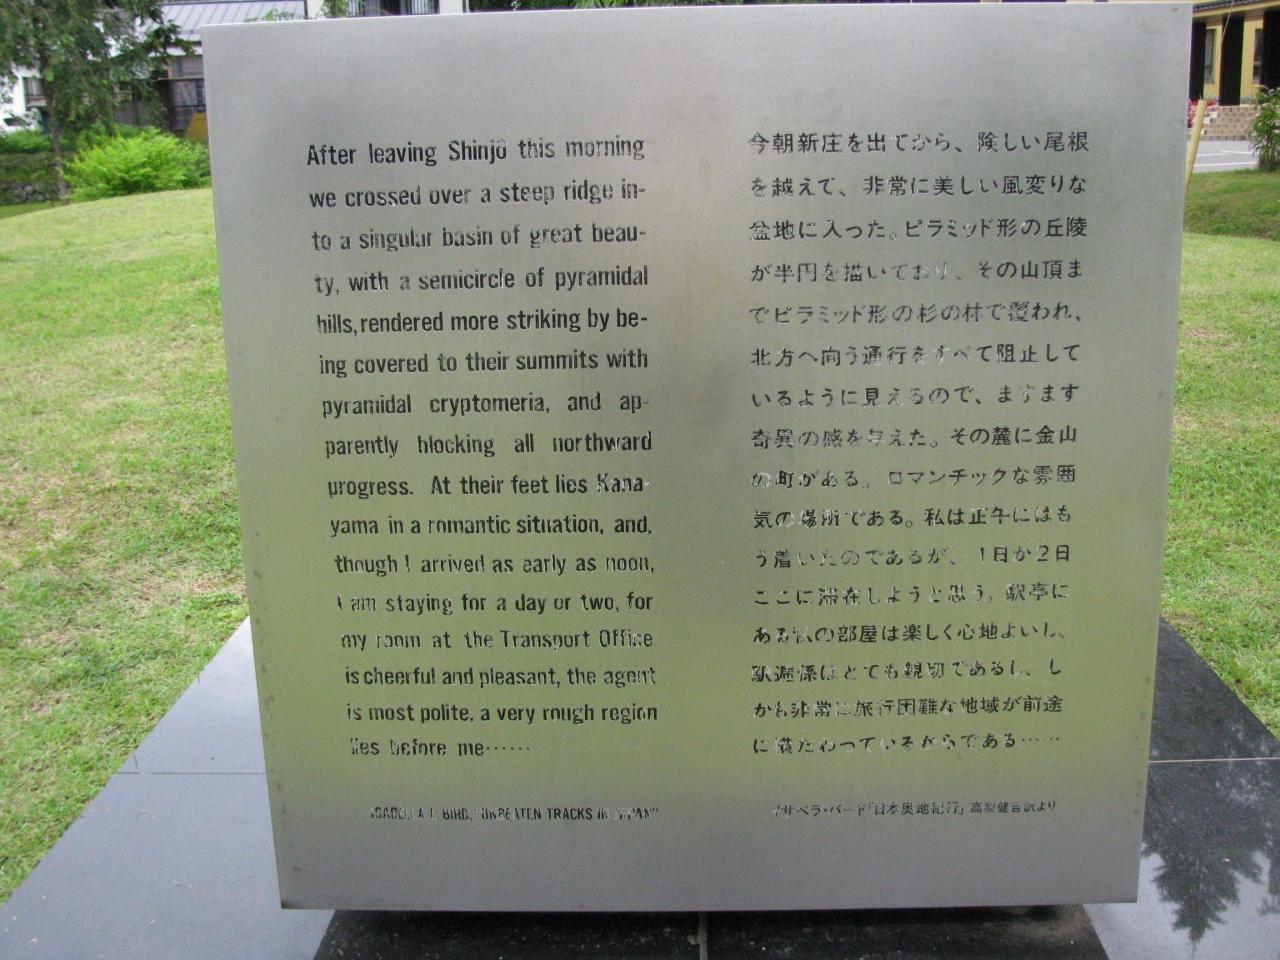 After leaving Shinjô this morning
we crossed over a steep ridge in-
to a singular basin of great beau-
ty, with a semicircle of pyramidal
hills, rendered more striking by be-
ing covered to their summits with
pyramidal cryptomeria, and ap-
parently blocking all northward
progress. At their feet lies Kana-
yama in a romantic situation, and,
though I arrived as early as noon,
I am staying for a day or two, for
my room at the Transport Office
is cheerful and pleasant, the agent
is most polite, a very rough region
lies before me……
ISABELLA L. BIRD, "UNBEATEN TRACKS IN JAPAN"
今朝新庄を出てから、険しい尾根
を越えて、非常に美しい風変りな
盆地に入った。ピラミッド形の丘陵
が半円を描いており、その山頂ま
でピラミッド形の杉の林で覆われ、
北方へ向う通行をすべて阻止して
いるように見えるので、ますます
奇異の感を与えた。その麓に金山
の町がある。ロマンチックな雰囲
気の場所である。私は正午にはも
う着いたのであるが、1日か2日
ここに滞在しようと思う。駅亭に
ある私の部屋は楽しく心地よいし、
駅逓係はとても親切であるし、し
かも非常に旅行困難な地域が前途
に横たわっているからである……
イサベラ・バード「日本奥地紀行」高梨健吉訳より